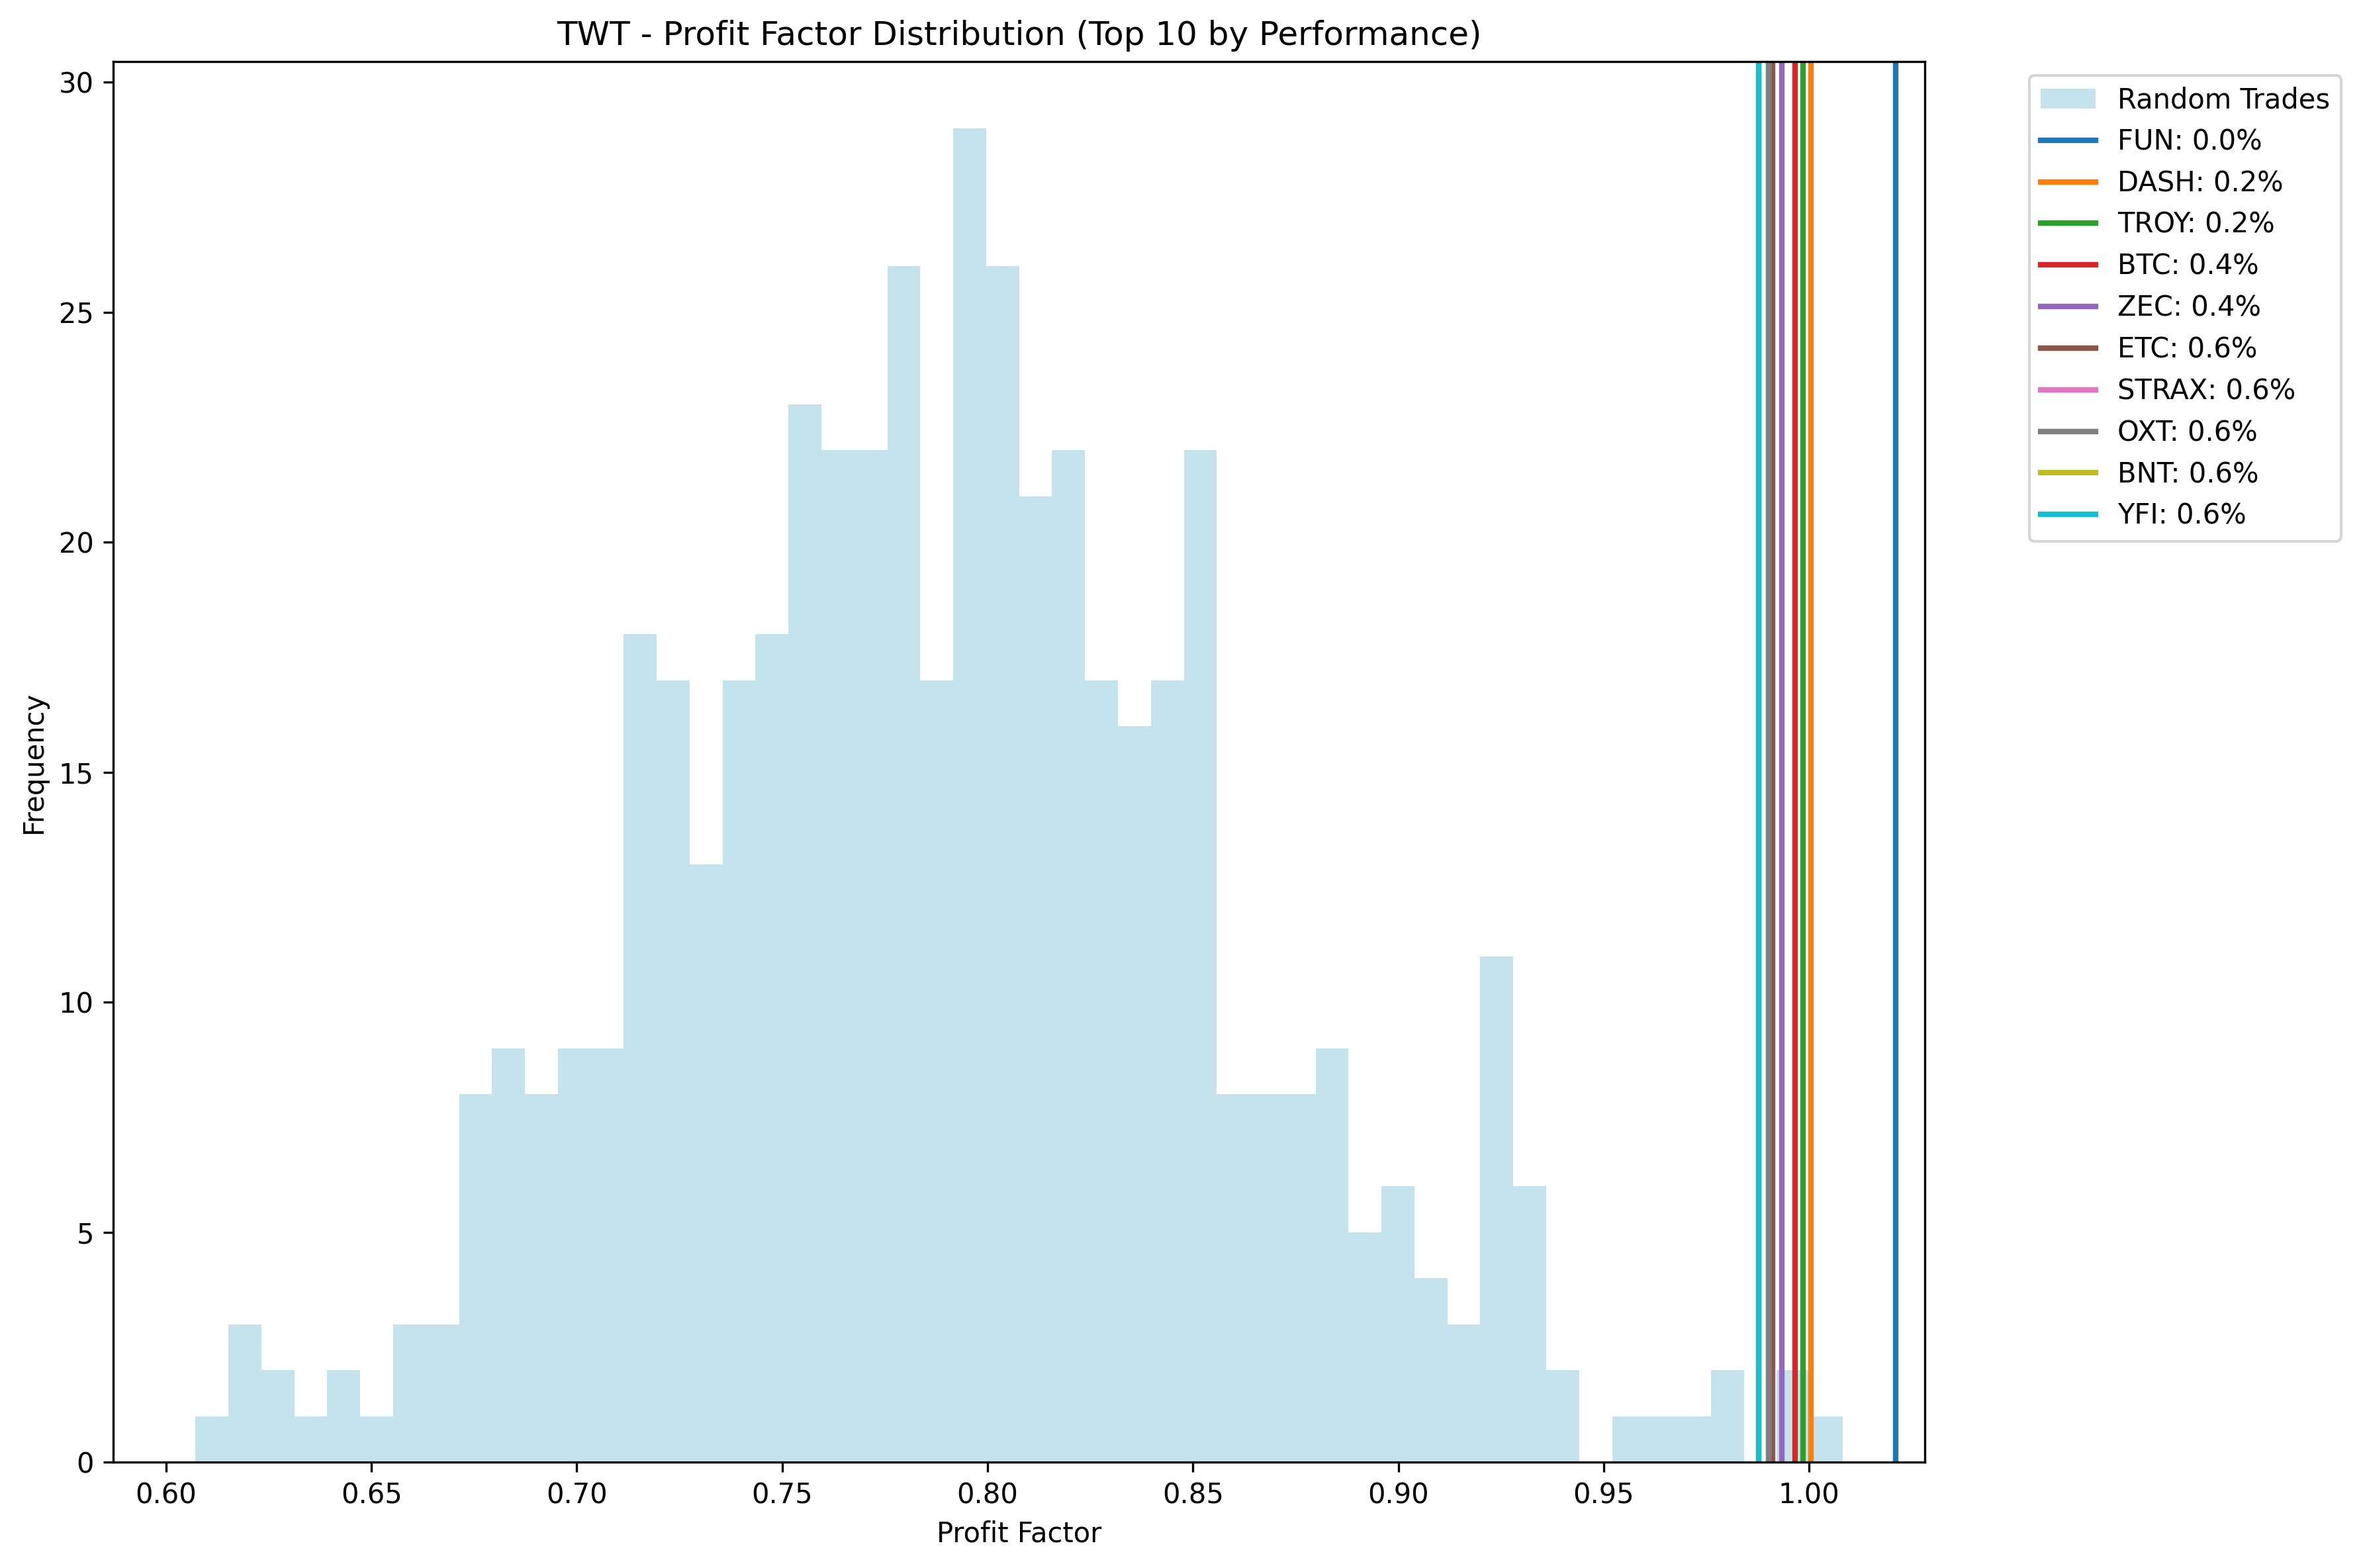 TWT - Profit Factor Distribution (Top 10 by Performance)
30
25
20
15
10
5
0
Frequency
0.60 0.65 0.70 0.75 0.80 0.85 0.90 0.95 1.00
Profit Factor
Random Trades
FUN: 0.0%
DASH: 0.2%
TROY: 0.2%
BTC: 0.4%
ZEC: 0.4%
ETC: 0.6%
STRAX: 0.6%
OXT: 0.6%
BNT: 0.6%
YFI: 0.6%